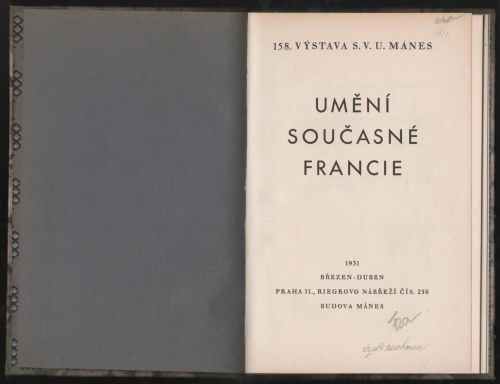 158. VÝSTAVA S. V. U. MÁNES
UMĚNÍ
SOUČASNÉ
FRANCIE
1931
BŘEZEN-DUBEN
PRAHA II., RIEGROVO NÁBŘEŽÍ ČÍS. 250
BUDOVA MÁNES